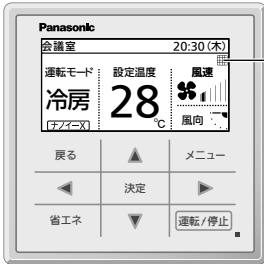 Panasonic
会議室 20:30(木)
運転モード 設定温度 風速
冷房 28℃
ナノイーX 風向
戻る メニュー
決定
省エネ 運転/停止